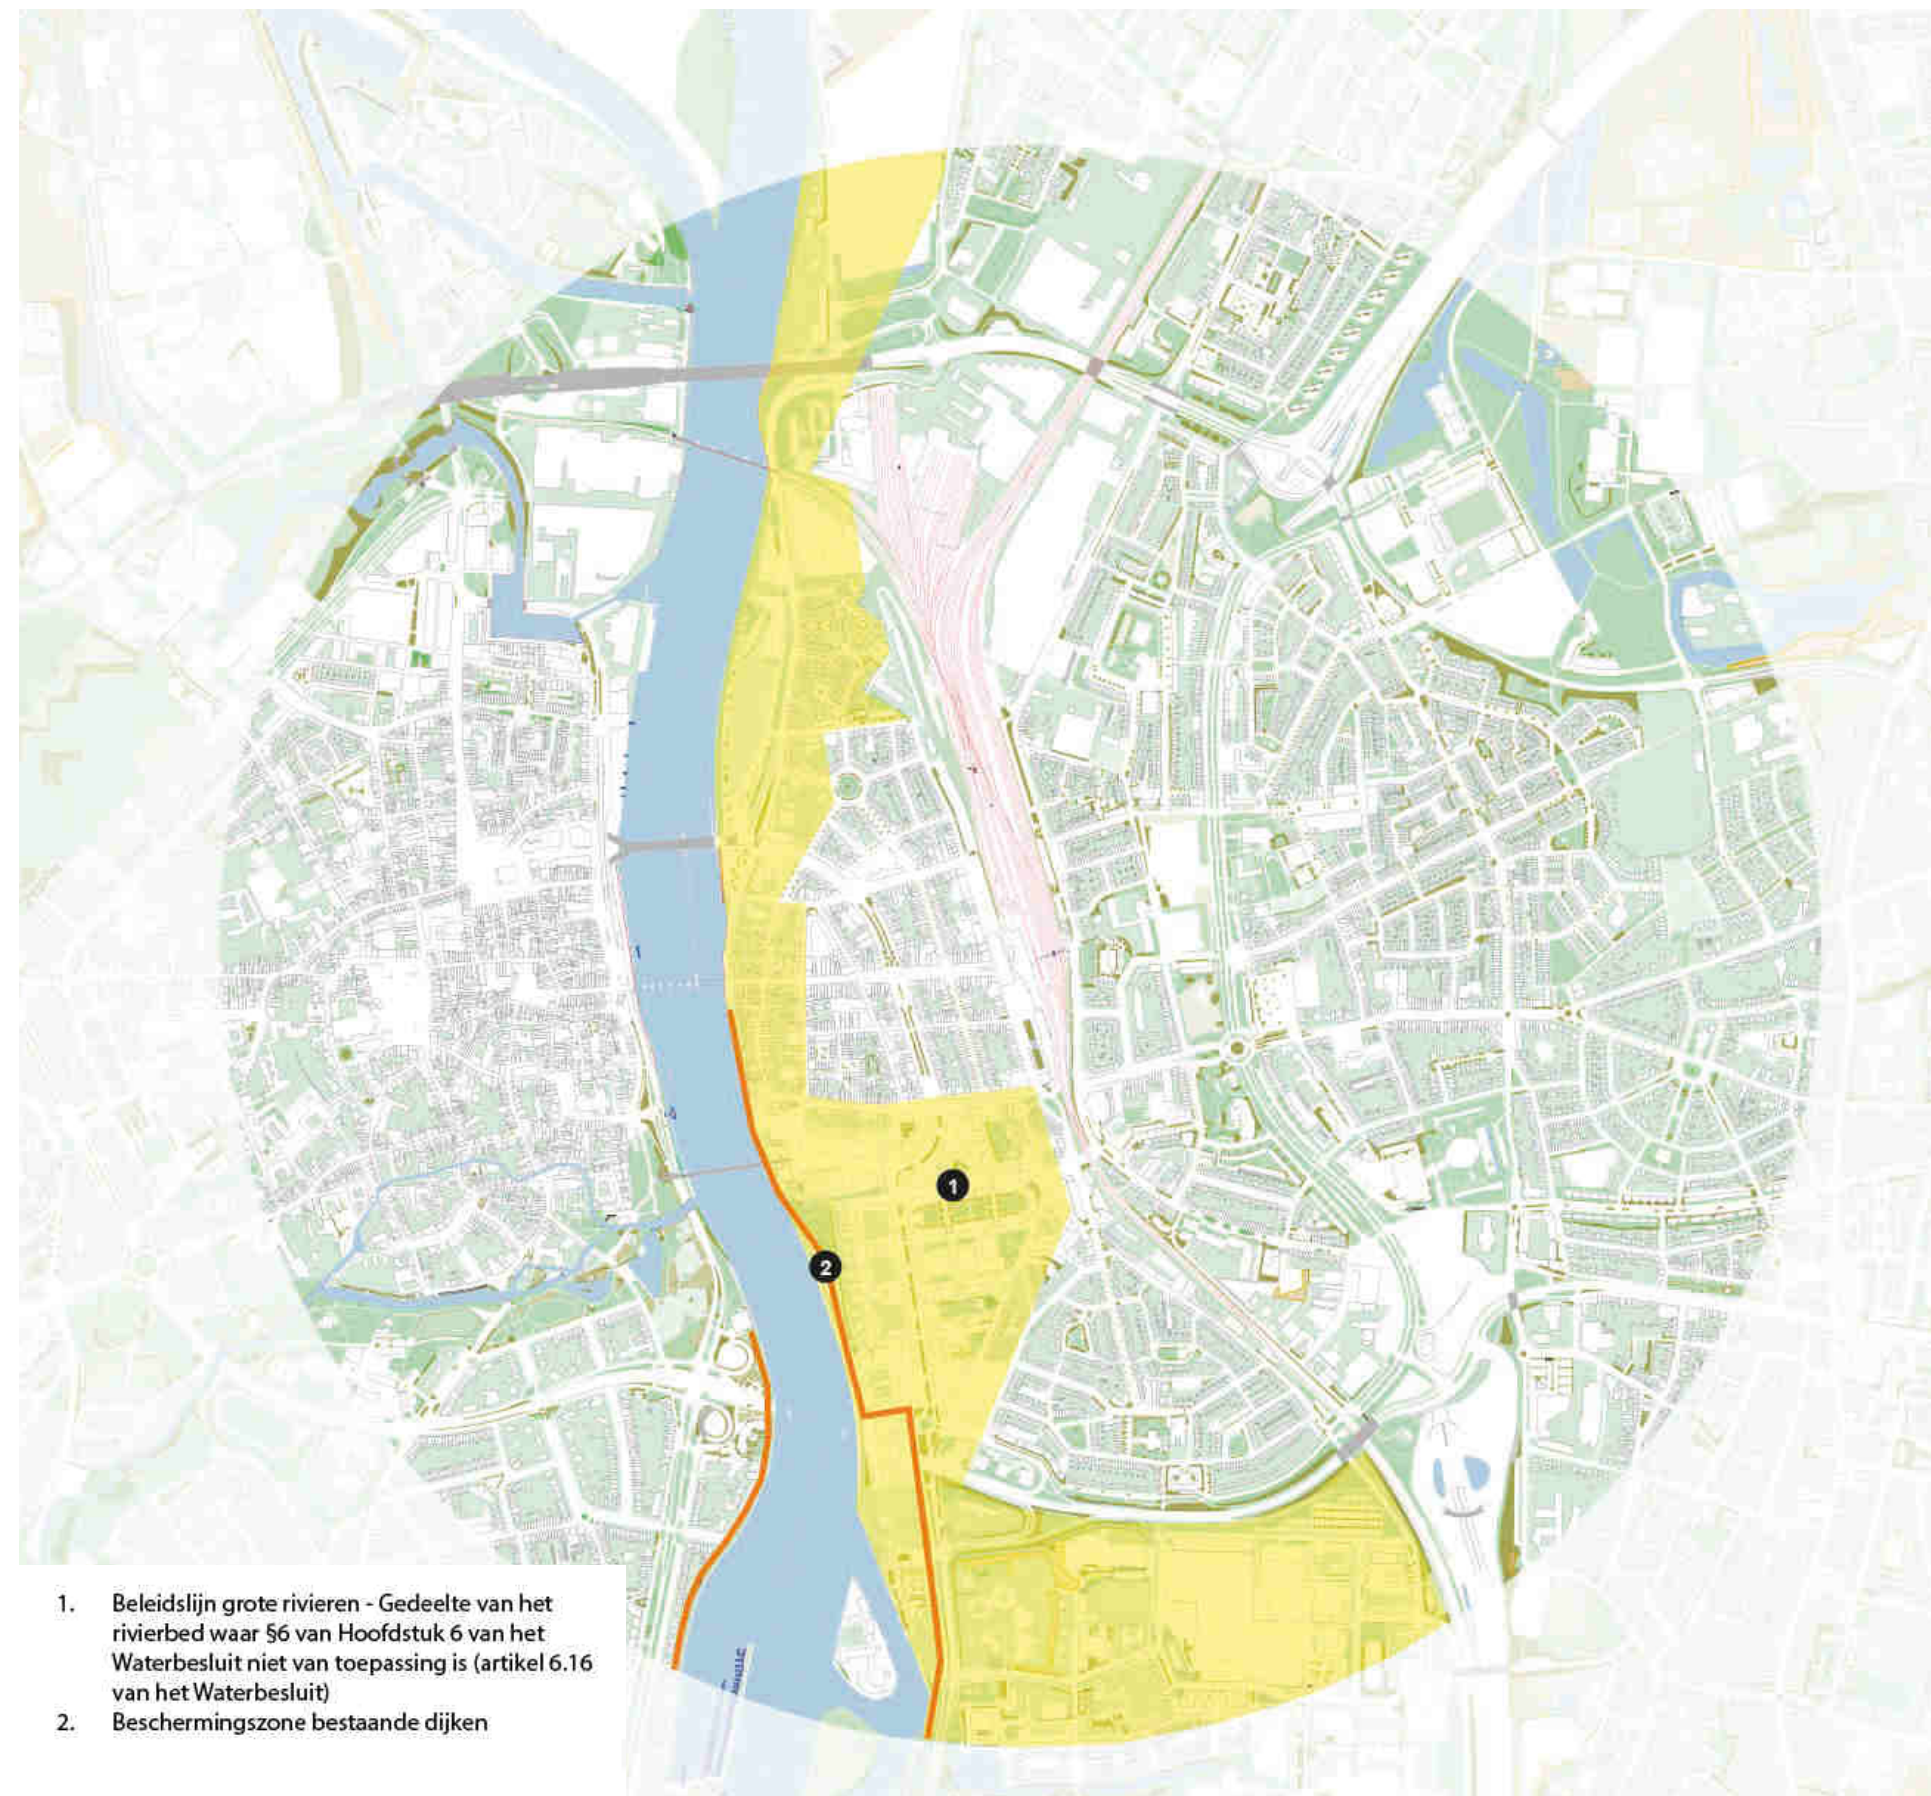 1
2
1. Beleidslijn grote rivieren - Gedeelte van het
rivierbed waar §6 van Hoofdstuk 6 van het
Waterbesluit niet van toepassing is (artikel 6.16
van het Waterbesluit)
2. Beschermingszone bestaande dijken